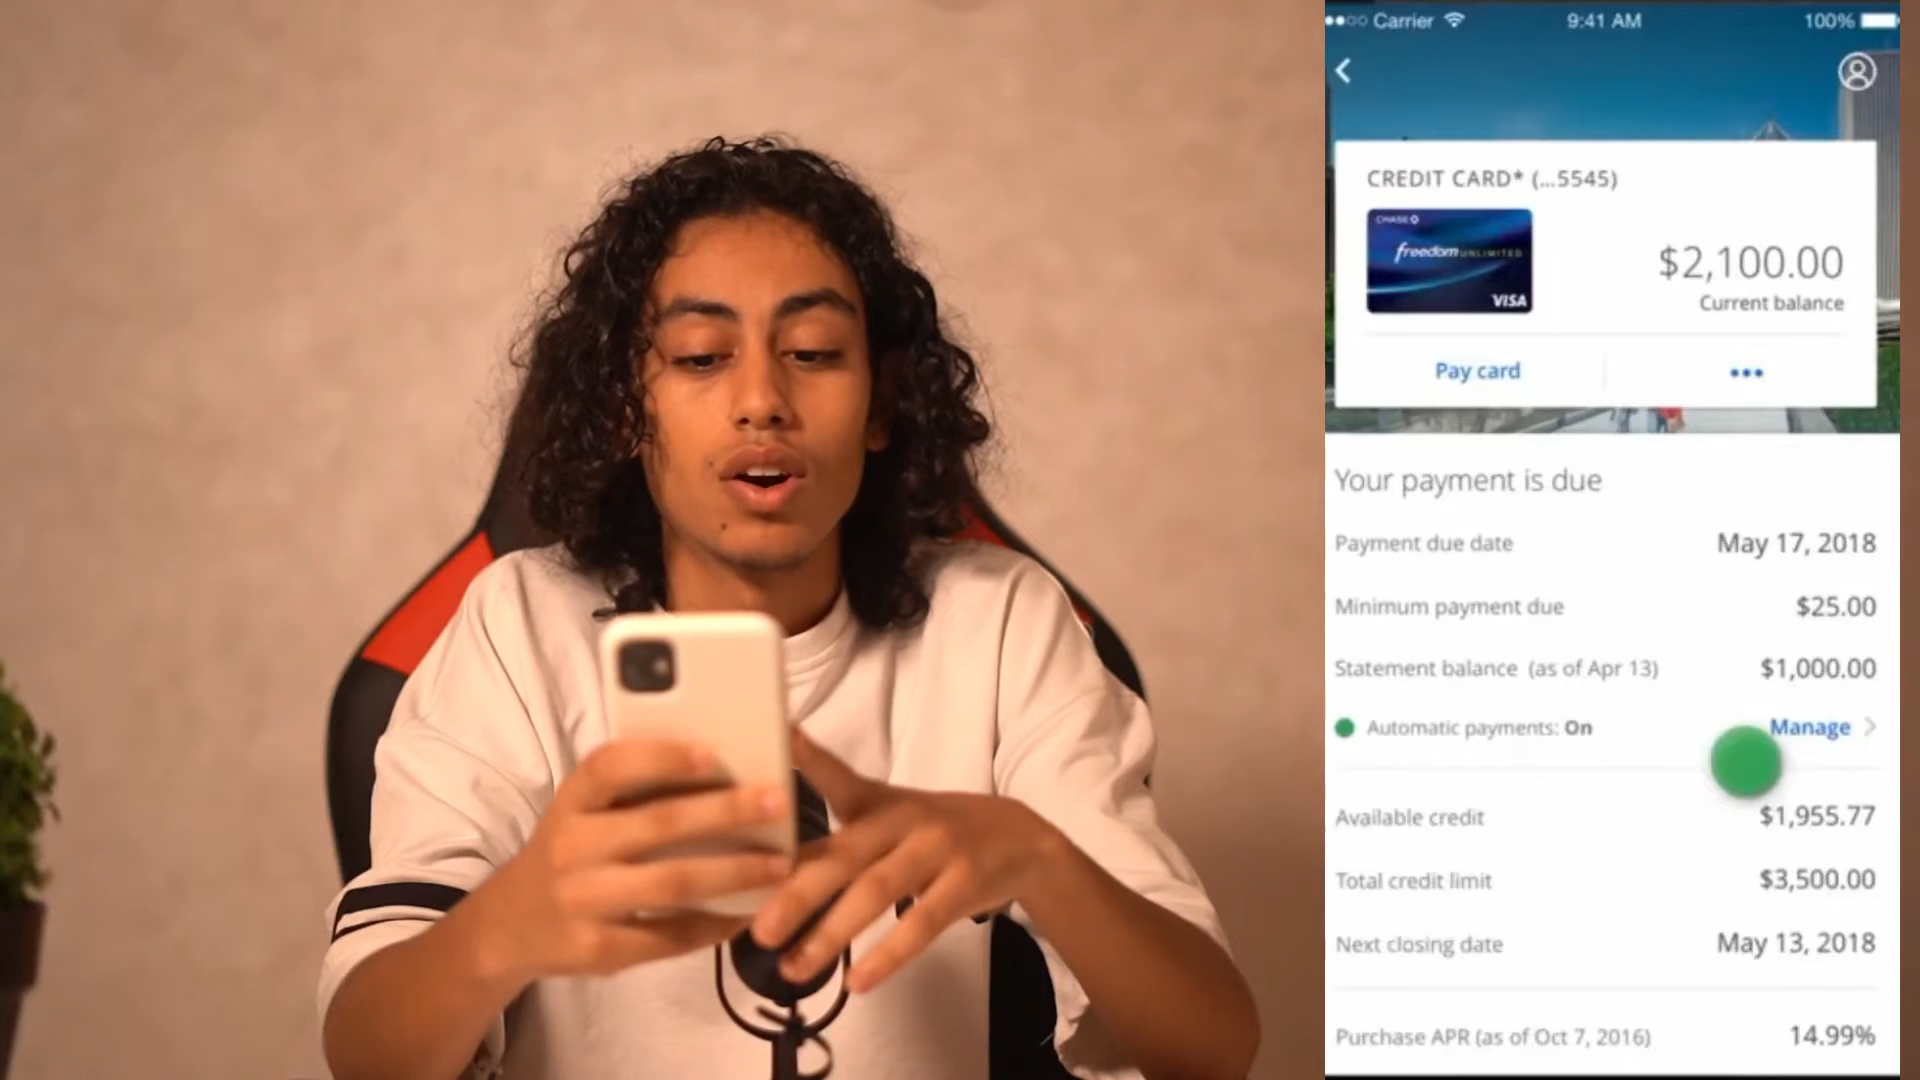 Carrier 9:41 AM 100%
CREDIT CARD* (...5545)
CHASE
freedom UNLIMITED
VISA
$2,100.00
Current balance
Pay card
Your payment is due
Payment due date May 17, 2018
Minimum payment due $25.00
Statement balance (as of Apr 13) $1,000.00
Automatic payments: On Manage
Available credit $1,955.77
Total credit limit $3,500.00
Next closing date May 13, 2018
Purchase APR (as of Oct 7, 2016) 14.99%